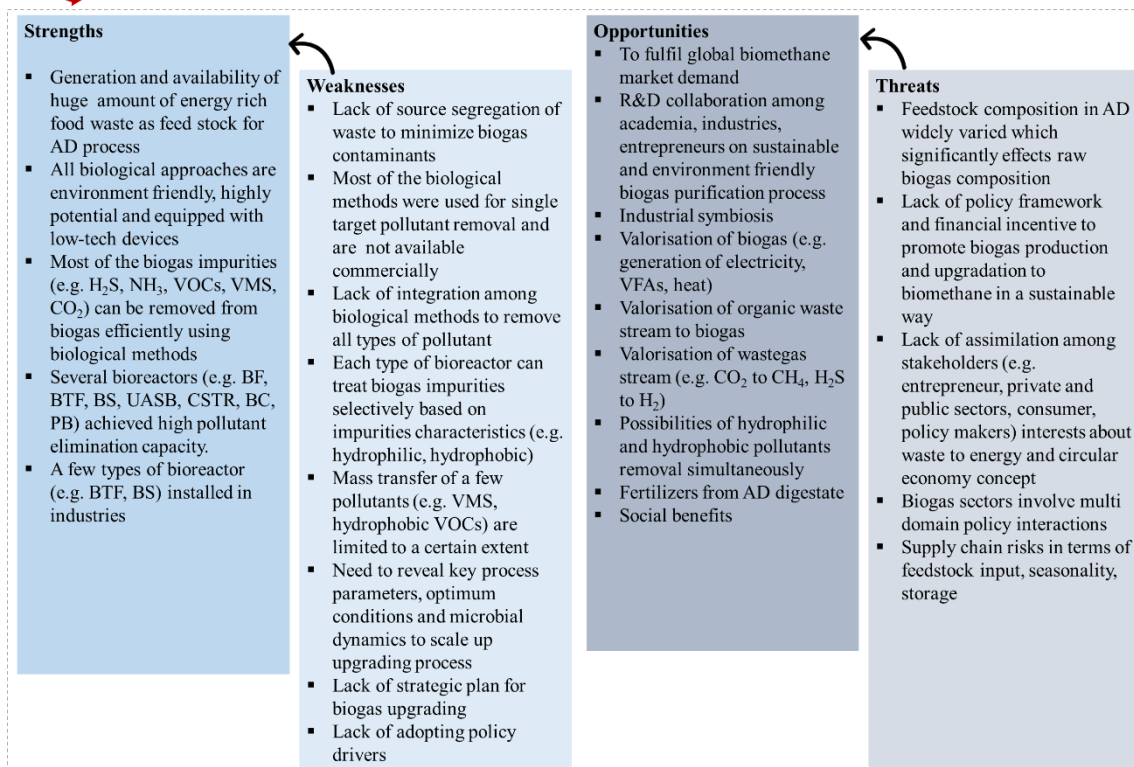 Strengths
▪ Generation and availability of
huge amount of energy rich
food waste as feed stock for
AD process
▪ All biological approaches are
environment friendly, highly
potential and equipped with
low-tech devices
▪ Most of the biogas impurities
(e.g. H₂S, NH₃, VOCs, VMS,
CO₂) can be removed from
biogas efficiently using
biological methods
▪ Several bioreactors (e.g. BF,
BTF, BS, UASB, CSTR, BC,
PB) achieved high pollutant
elimination capacity.
▪ A few types of bioreactor
(e.g. BTF, BS) installed in
industries
Weaknesses
▪ Lack of source segregation of
waste to minimize biogas
contaminants
▪ Most of the biological
methods were used for single
target pollutant removal and
are not available
commercially
▪ Lack of integration among
biological methods to remove
all types of pollutant
▪ Each type of bioreactor can
treat biogas impurities
selectively based on
impurities characteristics (e.g.
hydrophilic, hydrophobic)
▪ Mass transfer of a few
pollutants (e.g. VMS,
hydrophobic VOCs) are
limited to a certain extent
▪ Need to reveal key process
parameters, optimum
conditions and microbial
dynamics to scale up
upgrading process
▪ Lack of strategic plan for
biogas upgrading
▪ Lack of adopting policy
drivers
Opportunities
▪ To fulfil global biomethane
market demand
▪ R&D collaboration among
academia, industries,
entrepreneurs on sustainable
and environment friendly
biogas purification process
▪ Industrial symbiosis
▪ Valorisation of biogas (e.g.
generation of electricity,
VFAs, heat)
▪ Valorisation of organic waste
stream to biogas
▪ Valorisation of wastegas
stream (e.g. CO₂ to CH₄, H₂S
to H₂)
▪ Possibilities of hydrophilic
and hydrophobic pollutants
removal simultaneously
▪ Fertilizers from AD digestate
▪ Social benefits
Threats
▪ Feedstock composition in AD
widely varied which
significantly effects raw
biogas composition
▪ Lack of policy framework
and financial incentive to
promote biogas production
and upgradation to
biomethane in a sustainable
way
▪ Lack of assimilation among
stakeholders (e.g.
entrepreneur, private and
public sectors, consumer,
policy makers) interests about
waste to energy and circular
economy concept
▪ Biogas sectors involve multi
domain policy interactions
▪ Supply chain risks in terms of
feedstock input, seasonality,
storage